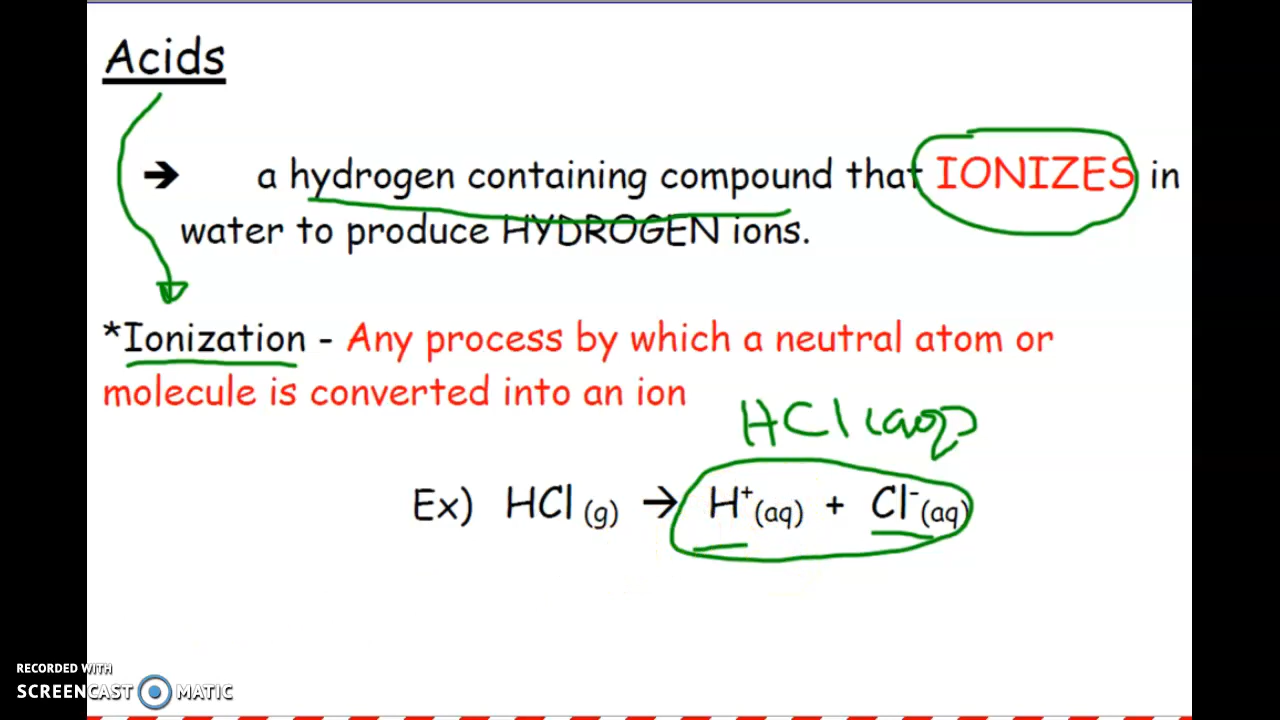 Acids
➔ a hydrogen containing compound that IONIZES in
water to produce HYDROGEN ions.
*Ionization - Any process by which a neutral atom or
molecule is converted into an ion
HCl (aq)
Ex) HCl (g) → H⁺(aq) + Cl⁻(aq)
RECORDED WITH
SCREENCAST MATIC